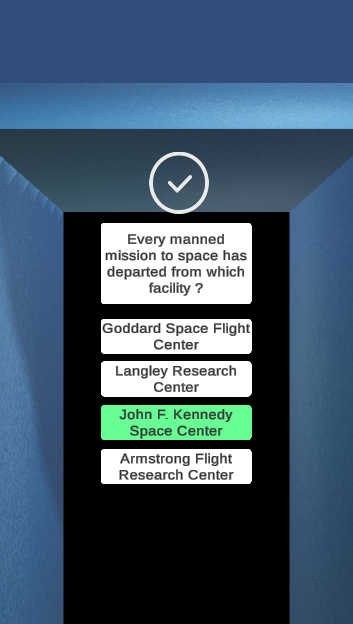 Every manned
mission to space has
departed from which
facility ?
Goddard Space Flight
Center
Langley Research
Center
John F. Kennedy
Space Center
Armstrong Flight
Research Center